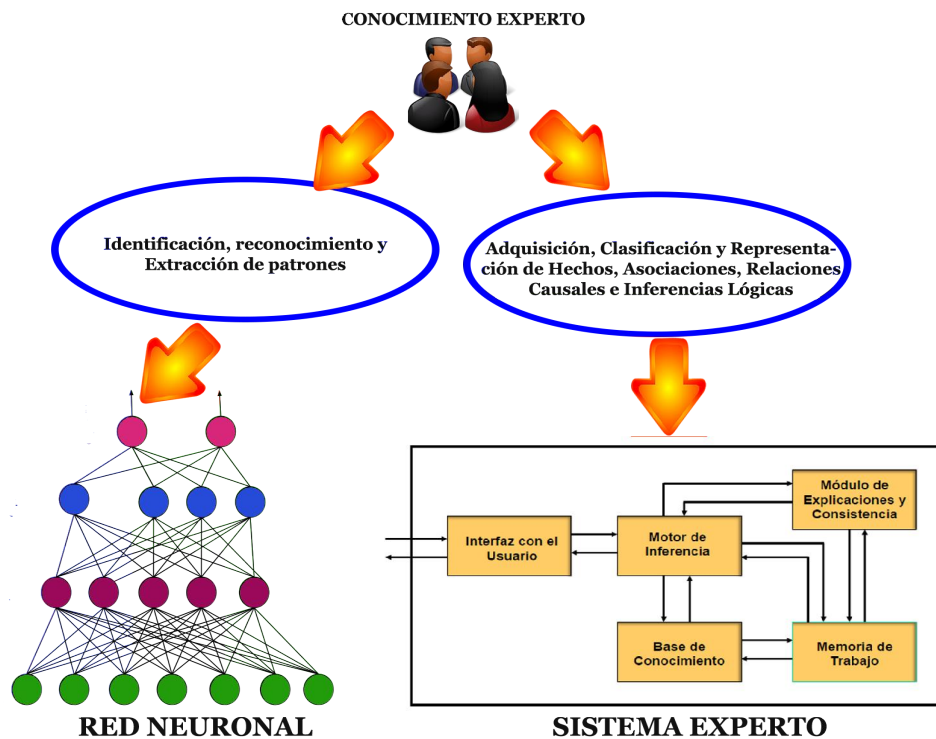 CONOCIMIENTO EXPERTO
Identificación, reconocimiento y
Extracción de patrones
Adquisición, Clasificación y Representa-
ción de Hechos, Asociaciones, Relaciones
Causales e Inferencias Lógicas
Módulo de
Explicaciones y
Consistencia
Interfaz con el
Usuario
Motor de
Inferencia
Base de
Conocimiento
Memoria de
Trabajo
RED NEURONAL
SISTEMA EXPERTO